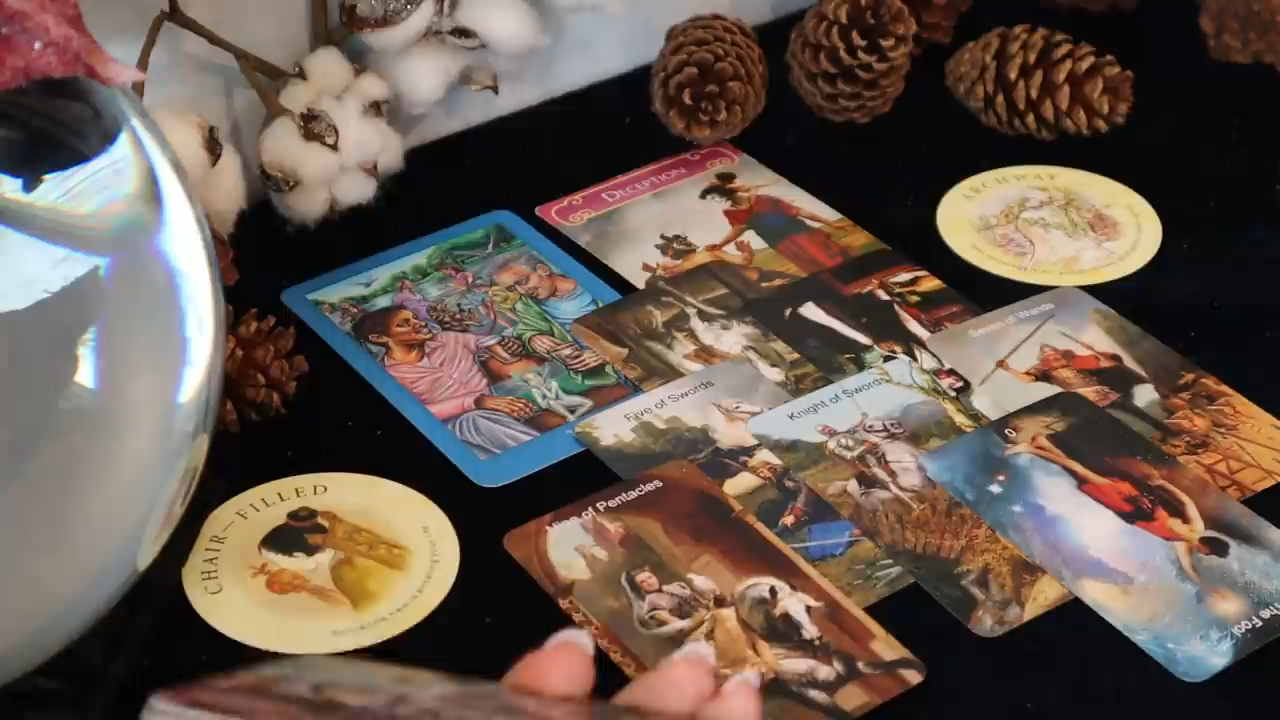 DECEPTION
ARCHWAY
Seven of Wands
Five of Swords
Knight of Swords
0
The Fool
Nine of Pentacles
CHAIR-FILLED